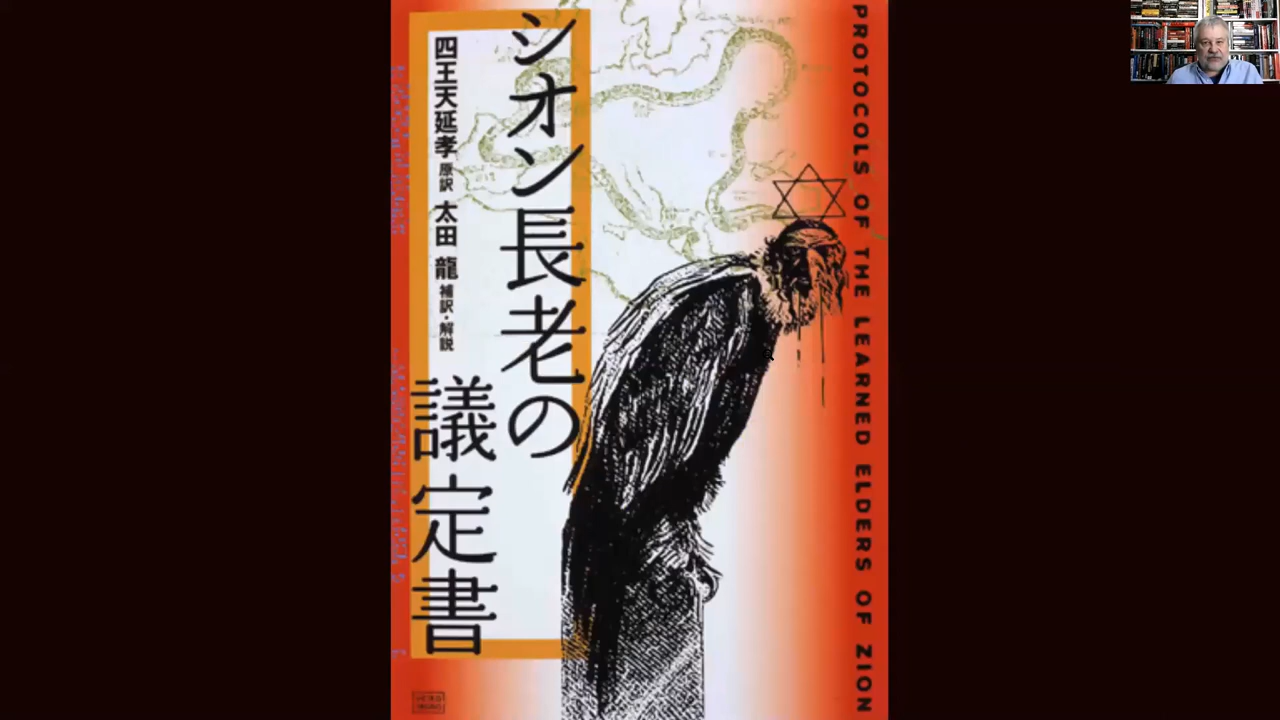 シオン長老の
議定書
四王天延孝 原訳 太田 龍 補訳・解説
PROTOCOLS OF THE LEARNED ELDERS OF ZION